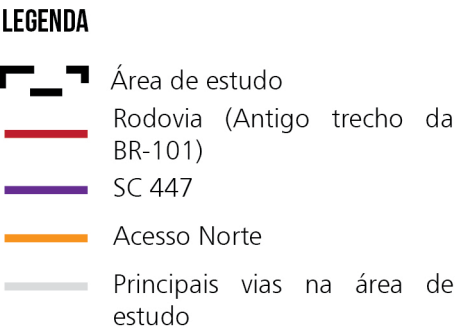 LEGENDA
Área de estudo
Rodovia (Antigo trecho da
BR-101)
SC 447
Acesso Norte
Principais vias na área de
estudo